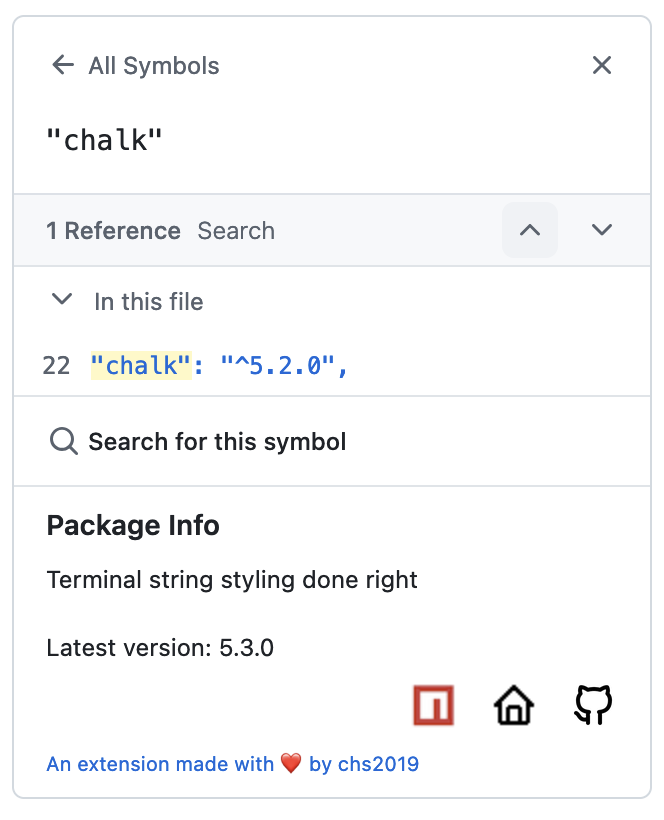 All Symbols
"chalk"
1 Reference Search
In this file
22 "chalk": "^5.2.0",
Search for this symbol
Package Info
Terminal string styling done right
Latest version: 5.3.0
An extension made with ❤️ by chs2019